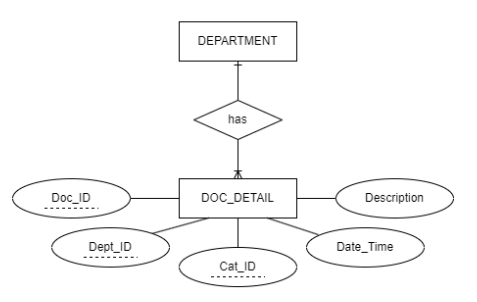 DEPARTMENT
has
DOC_DETAIL
Doc_ID
Description
Dept_ID
Date_Time
Cat_ID